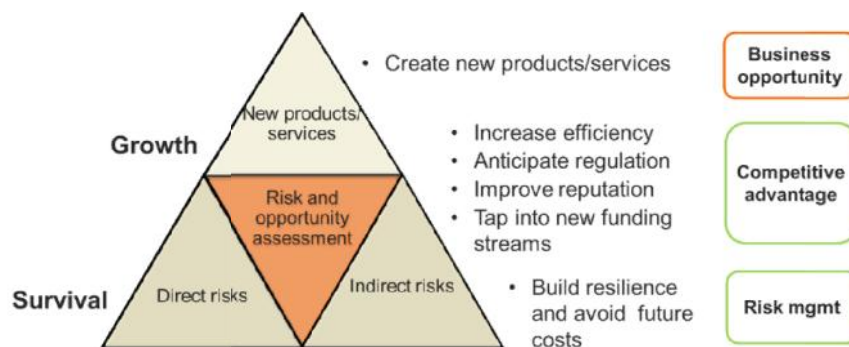 • Create new products/services
Business
opportunity
New products/
services
Growth
• Increase efficiency
• Anticipate regulation
• Improve reputation
• Tap into new funding
streams
Competitive
advantage
Risk and
opportunity
assessment
Survival
Direct risks
Indirect risks
• Build resilience
and avoid future
costs
Risk mgmt